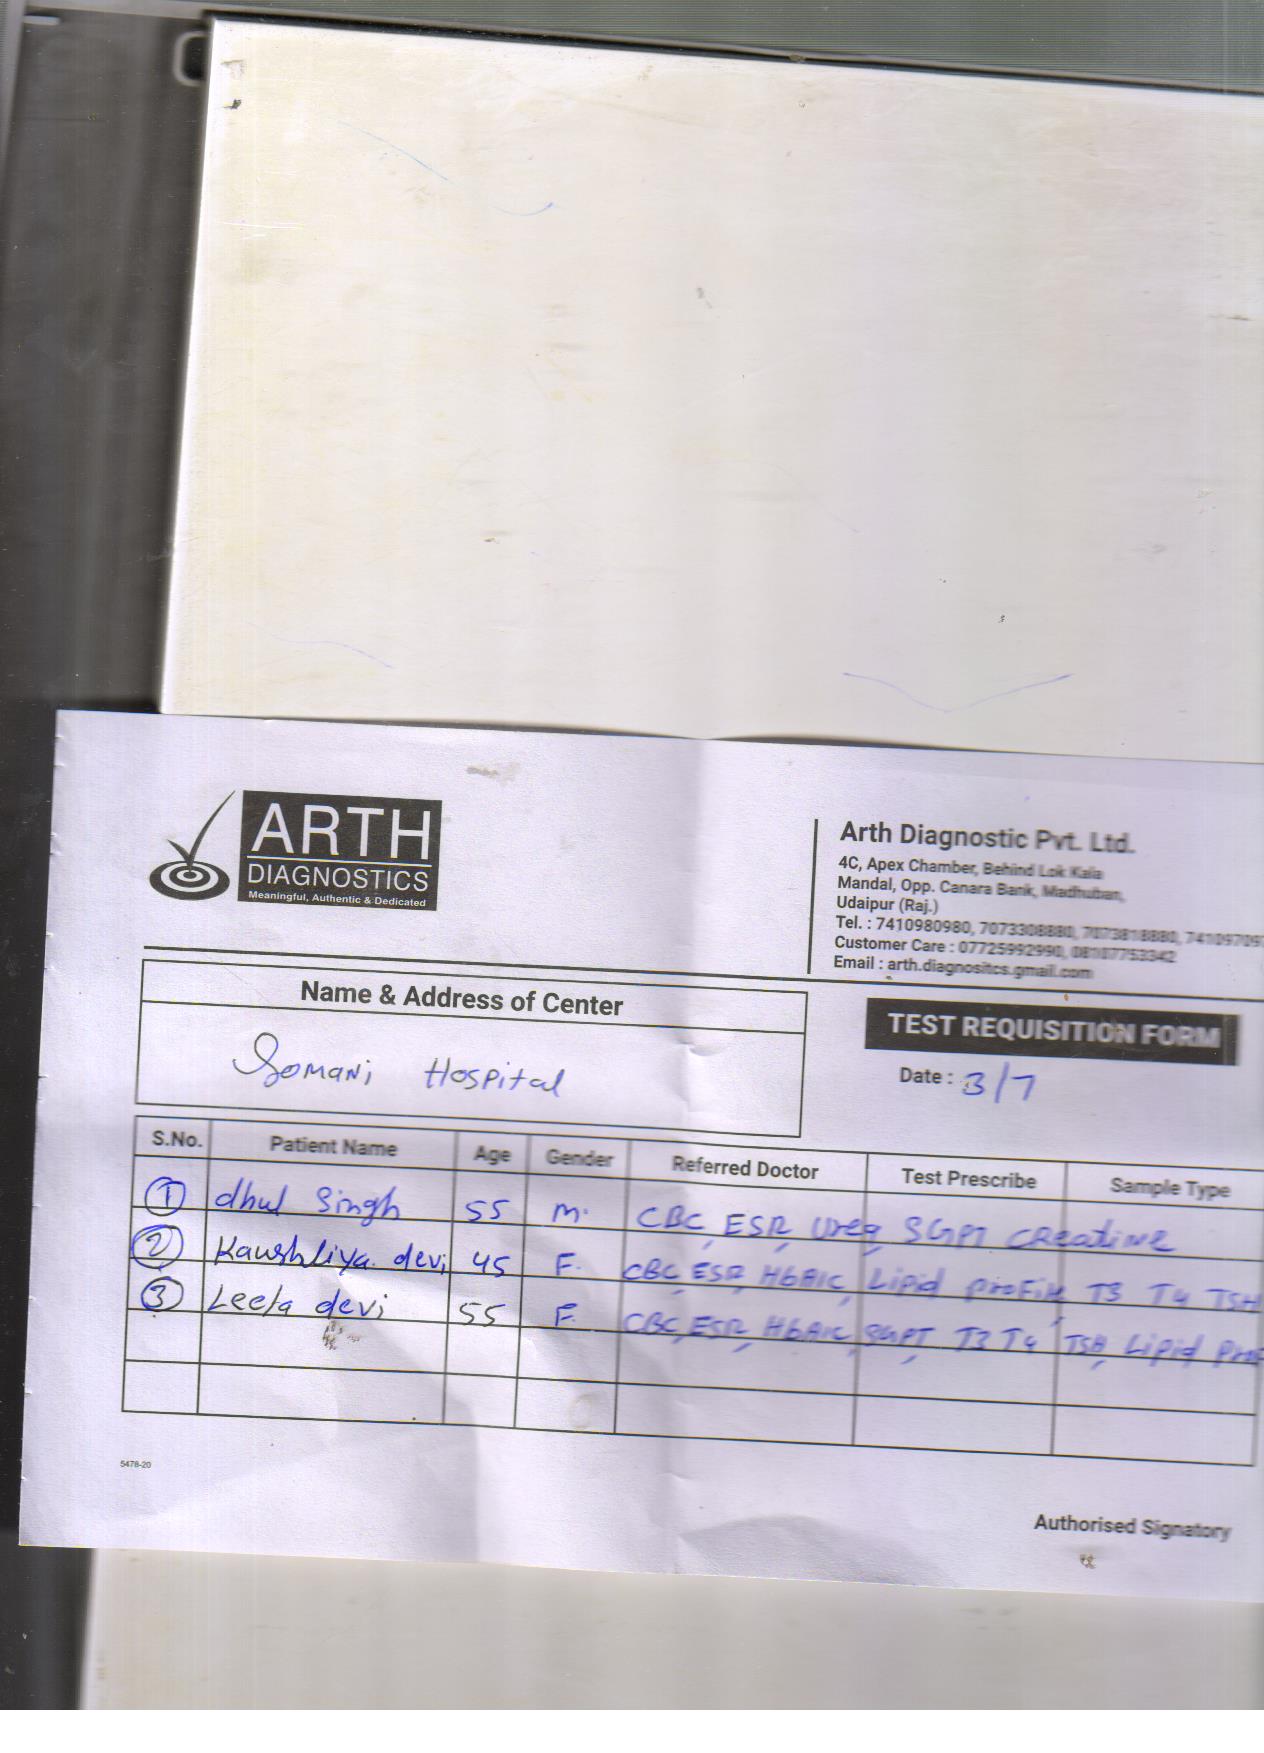 ARTH
DIAGNOSTICS
Meaningful, Authentic & Dedicated
Arth Diagnostic Pvt. Ltd.
4C, Apex Chamber, Behind Lok Kala
Mandal, Opp. Canara Bank, Madhuban,
Udaipur (Raj.)
Tel. : 7410980980, 7073308880, 7073818880,
Customer Care : 07725992990, 08107753342
Email : arth.diagnositcs.gmail.com
Name & Address of Center
Somani Hospital
TEST REQUISITION FORM
Date : 3/7
S.No. Patient Name Age Gender Referred Doctor Test Prescribe Sample Type
1 dhul Singh 55 M. CBC, ESR, Urea, SGPT Creatine
2 Kaushliya devi 45 F. CBC, ESR, HbA1C, Lipid Profile, T3 T4 TSH
3 Leela devi 55 F. CBC, ESR, HbA1C, SGPT, T3 T4 TSH, Lipid Prof
5478-20
Authorised Signatory